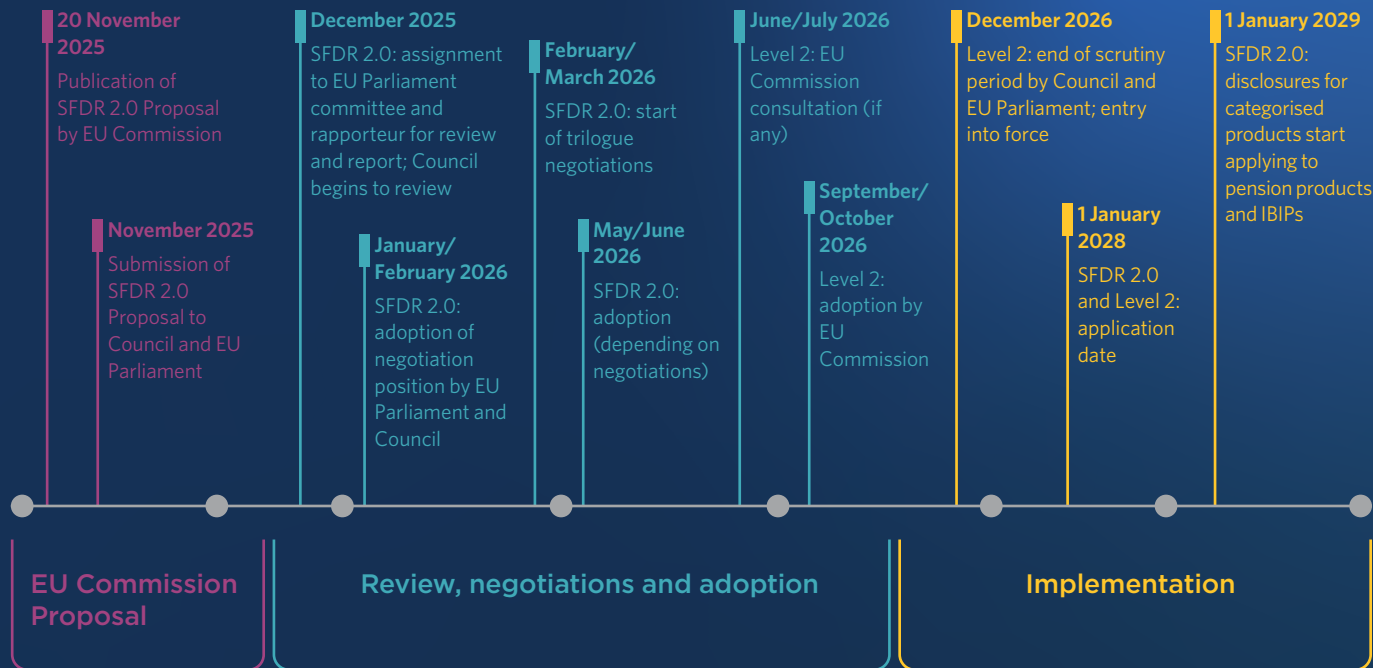 20 November
2025
Publication of
SFDR 2.0 Proposal
by EU Commission
November 2025
Submission of
SFDR 2.0
Proposal to
Council and EU
Parliament
December 2025
SFDR 2.0: assignment
to EU Parliament
committee and
rapporteur for review
and report; Council
begins to review
January/
February 2026
SFDR 2.0:
adoption of
negotiation
position by EU
Parliament and
Council
February/
March 2026
SFDR 2.0: start
of trilogue
negotiations
May/June
2026
SFDR 2.0:
adoption
(depending on
negotiations)
June/July 2026
Level 2: EU
Commission
consultation (if
any)
September/
October
2026
Level 2:
adoption by
EU
Commission
December 2026
Level 2: end of scrutiny
period by Council and
EU Parliament; entry
into force
1 January
2028
SFDR 2.0
and Level 2:
application
date
1 January 2029
SFDR 2.0:
disclosures for
categorised
products start
applying to
pension products
and IBIPs
EU Commission
Proposal
Review, negotiations and adoption
Implementation